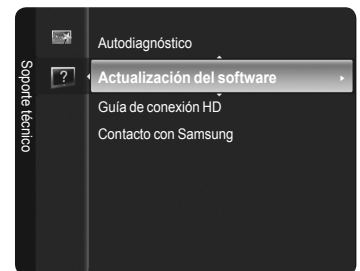 Soporte técnico
Autodiagnóstico
Actualización del software
Guía de conexión HD
Contacto con Samsung